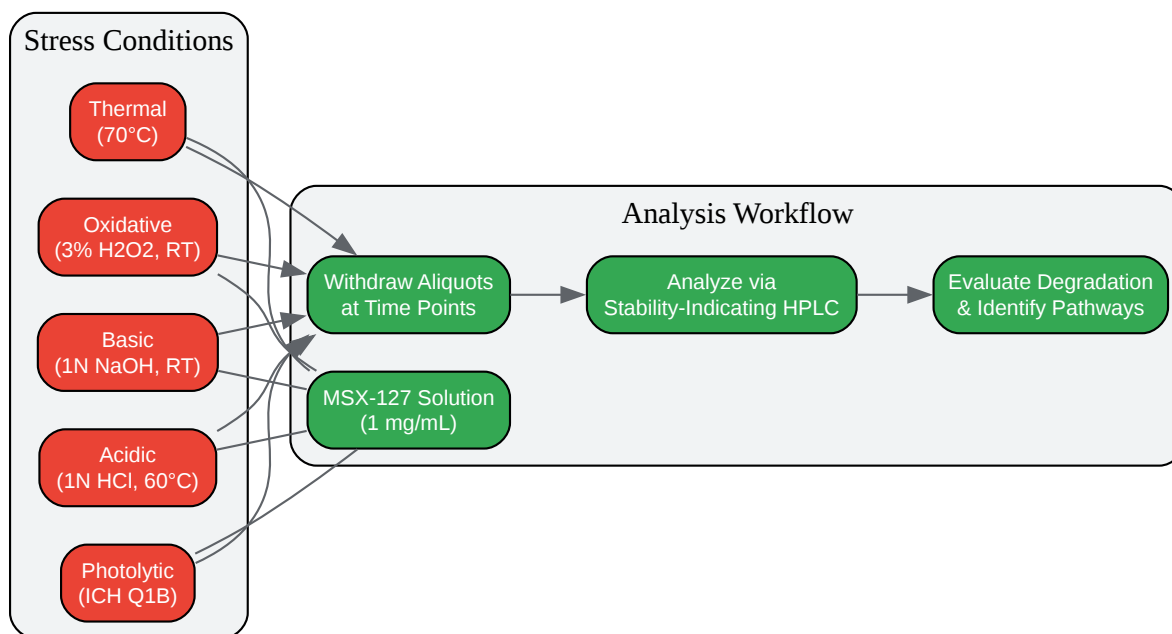 Stress Conditions
Thermal
(70°C)
Oxidative
(3% H2O2, RT)
Basic
(1N NaOH, RT)
Acidic
(1N HCl, 60°C)
Photolytic
(ICH Q1B)
Analysis Workflow
Withdraw Aliquots
at Time Points
Analyze via
Stability-Indicating HPLC
Evaluate Degradation
& Identify Pathways
MSX-127 Solution
(1 mg/mL)